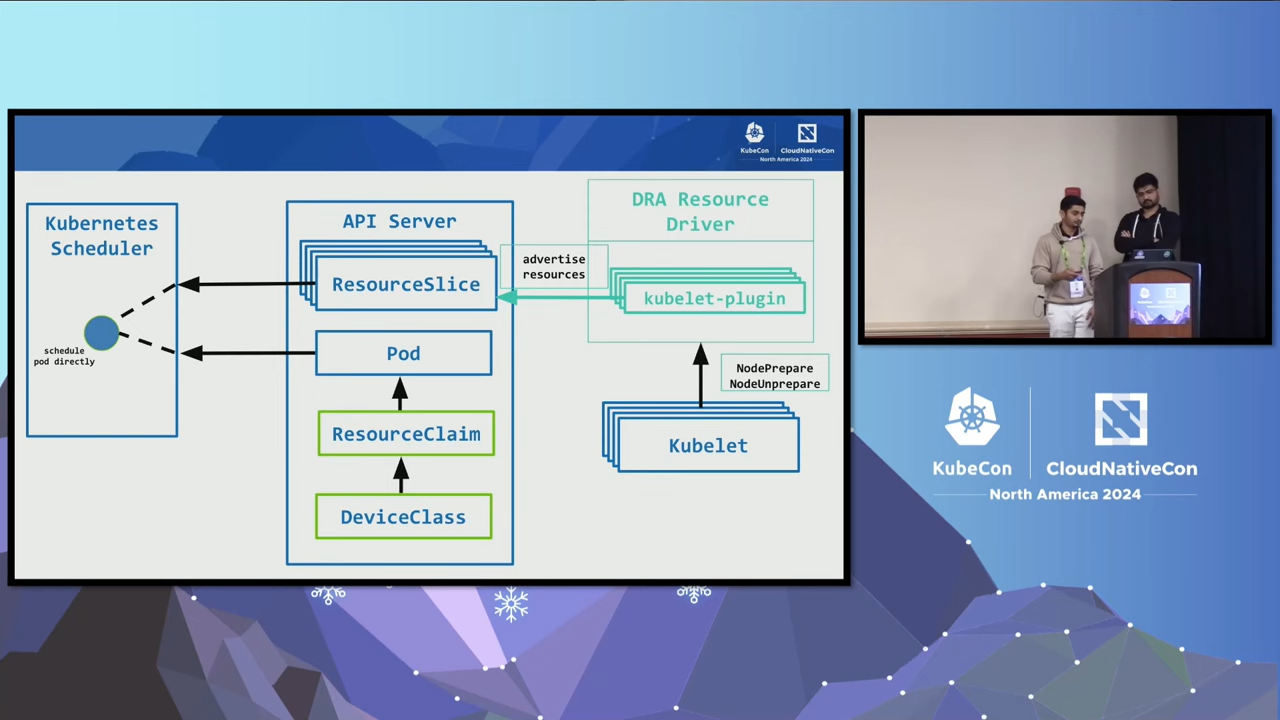 KubeCon
CloudNativeCon
North America 2024
Kubernetes
Scheduler
schedule
pod directly
API Server
ResourceSlice
Pod
ResourceClaim
DeviceClass
advertise
resources
DRA Resource
Driver
kubelet-plugin
NodePrepare
NodeUnprepare
Kubelet
KubeCon
CloudNativeCon
North America 2024